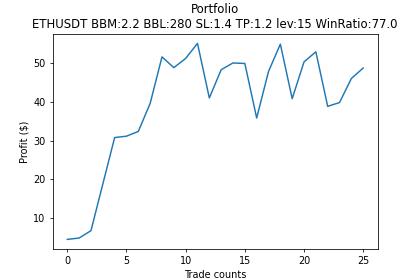 Portfolio
ETHUSDT BBM:2.2 BBL:280 SL:1.4 TP:1.2 lev:15 WinRatio:77.0
50
40
30
20
10
Profit ($)
0 5 10 15 20 25
Trade counts